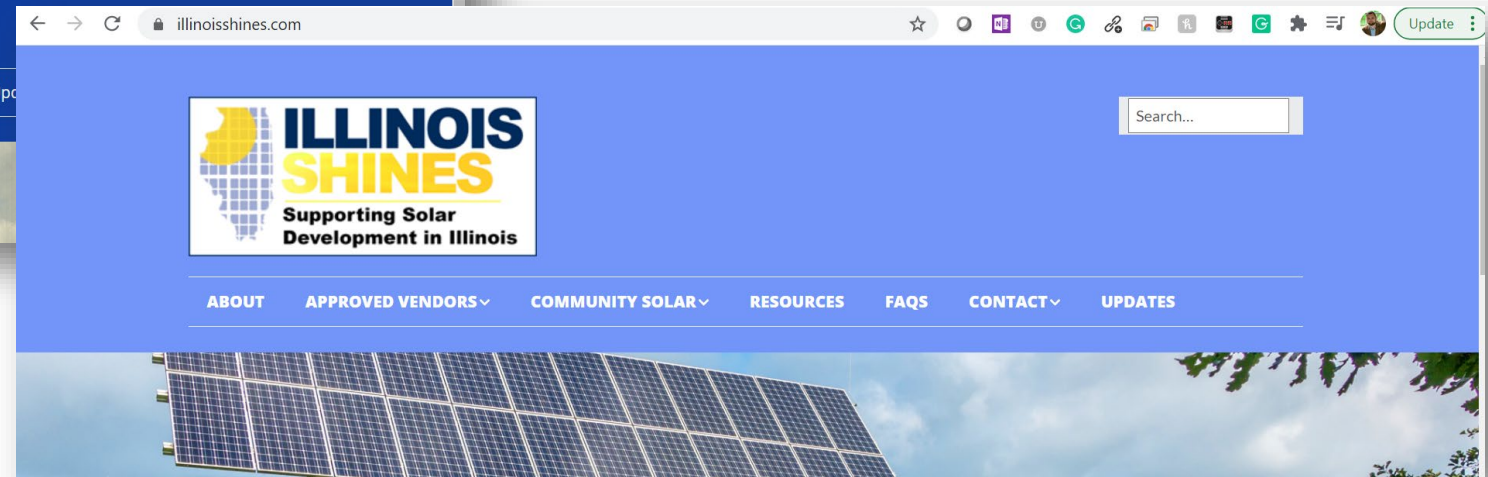 illinoisshines.com
Update
ILLINOIS
SHINES
Supporting Solar
Development in Illinois
Search...
ABOUT APPROVED VENDORS COMMUNITY SOLAR RESOURCES FAQS CONTACT UPDATES